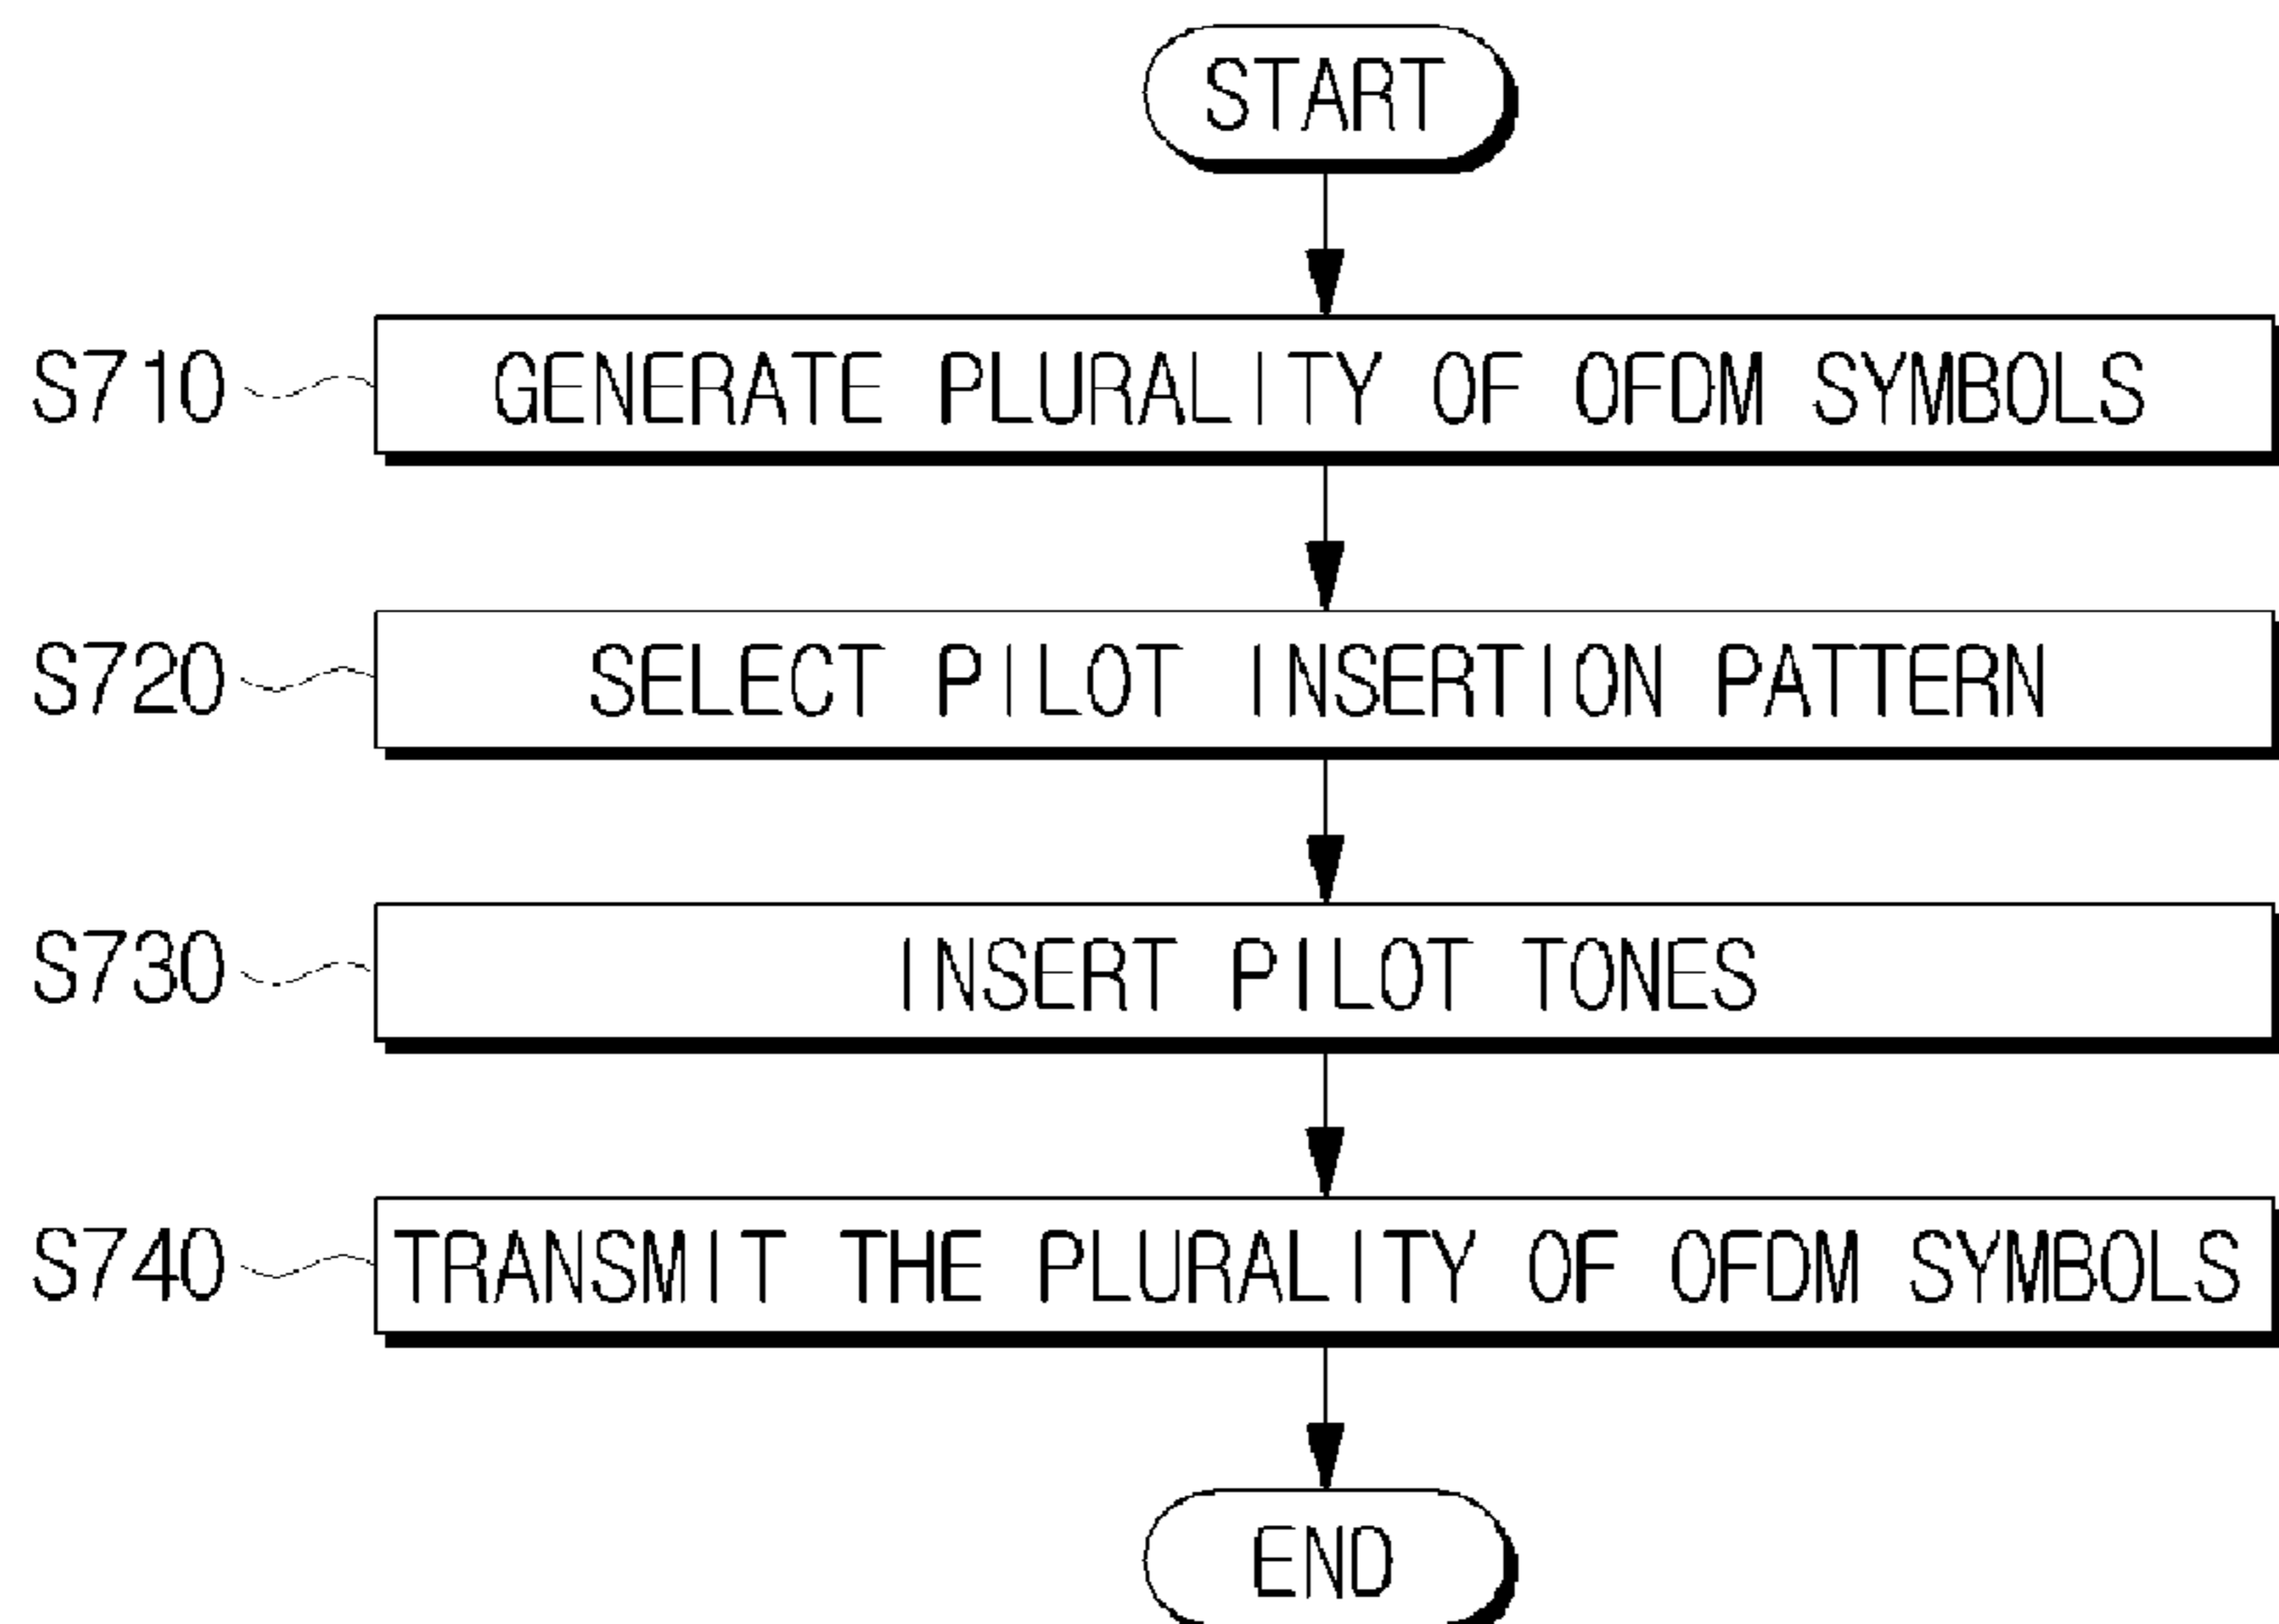 START
S710 GENERATE PLURALITY OF OFDM SYMBOLS
S720 SELECT PILOT INSERTION PATTERN
S730 INSERT PILOT TONES
S740 TRANSMIT THE PLURALITY OF OFDM SYMBOLS
END